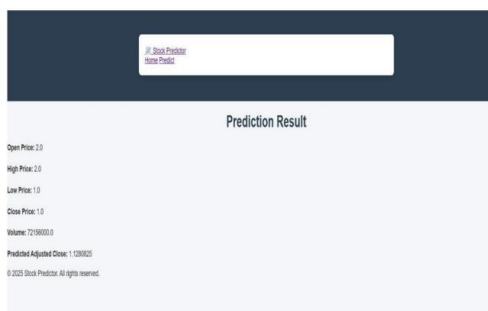 Stock Predictor
Home Predict
Prediction Result
Open Price: 2.0
High Price: 2.0
Low Price: 1.0
Close Price: 1.0
Volume: 72156000.0
Predicted Adjusted Close: 1.1280825
© 2025 Stock Predictor. All rights reserved.